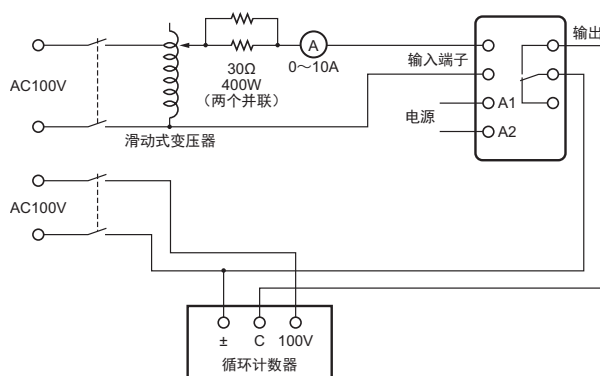 输出
A
30Ω
400W
（两个并联）
0～10A
输入端子
AC100V
A1
电源
A2
滑动式变压器
AC100V
± C 100V
循环计数器